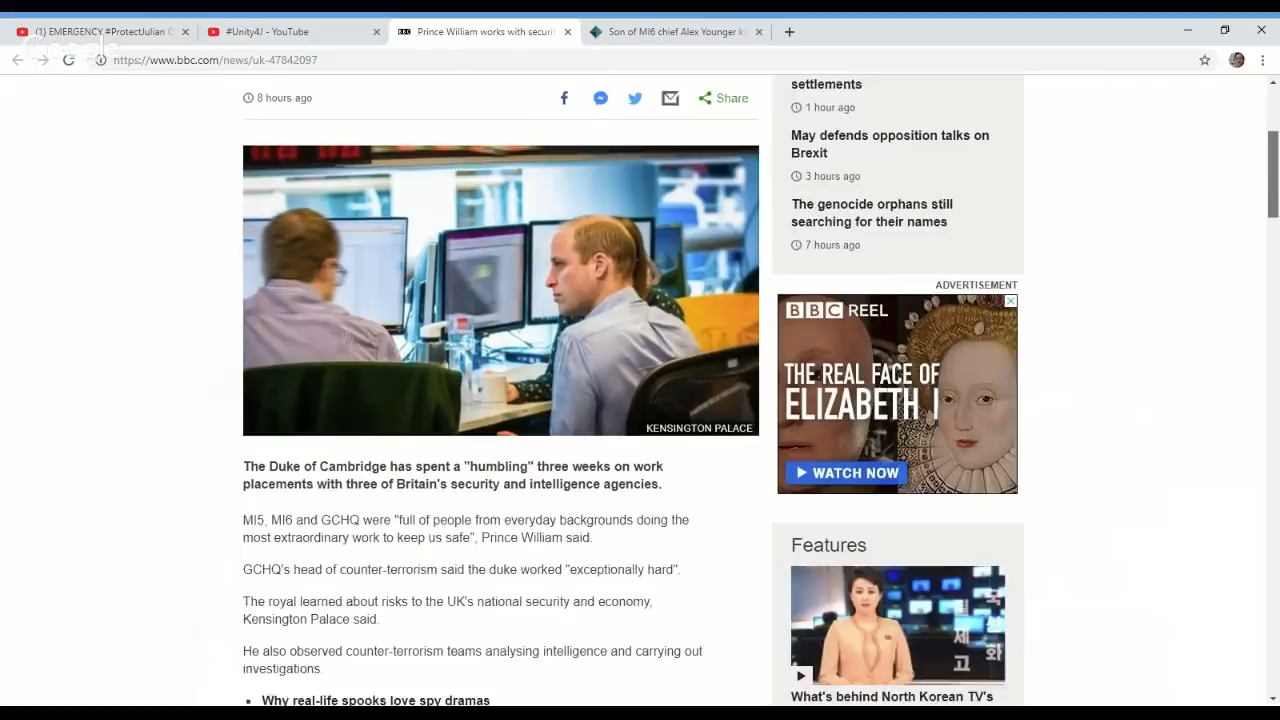 (1) EMERGENCY #ProtectJulian
#Unity4J - YouTube
BBC Prince William works with securit
Son of MI6 chief Alex Younger
https://www.bbc.com/news/uk-47842097
8 hours ago
Share
settlements
1 hour ago
May defends opposition talks on
Brexit
3 hours ago
The genocide orphans still
searching for their names
7 hours ago
ADVERTISEMENT
BBC REEL
THE REAL FACE OF
ELIZABETH I
WATCH NOW
KENSINGTON PALACE
The Duke of Cambridge has spent a "humbling" three weeks on work
placements with three of Britain's security and intelligence agencies.
MI5, MI6 and GCHQ were "full of people from everyday backgrounds doing the
most extraordinary work to keep us safe", Prince William said.
GCHQ's head of counter-terrorism said the duke worked "exceptionally hard".
The royal learned about risks to the UK's national security and economy,
Kensington Palace said.
He also observed counter-terrorism teams analysing intelligence and carrying out
investigations.
Why real-life spooks love spy dramas
Features
What's behind North Korean TV's